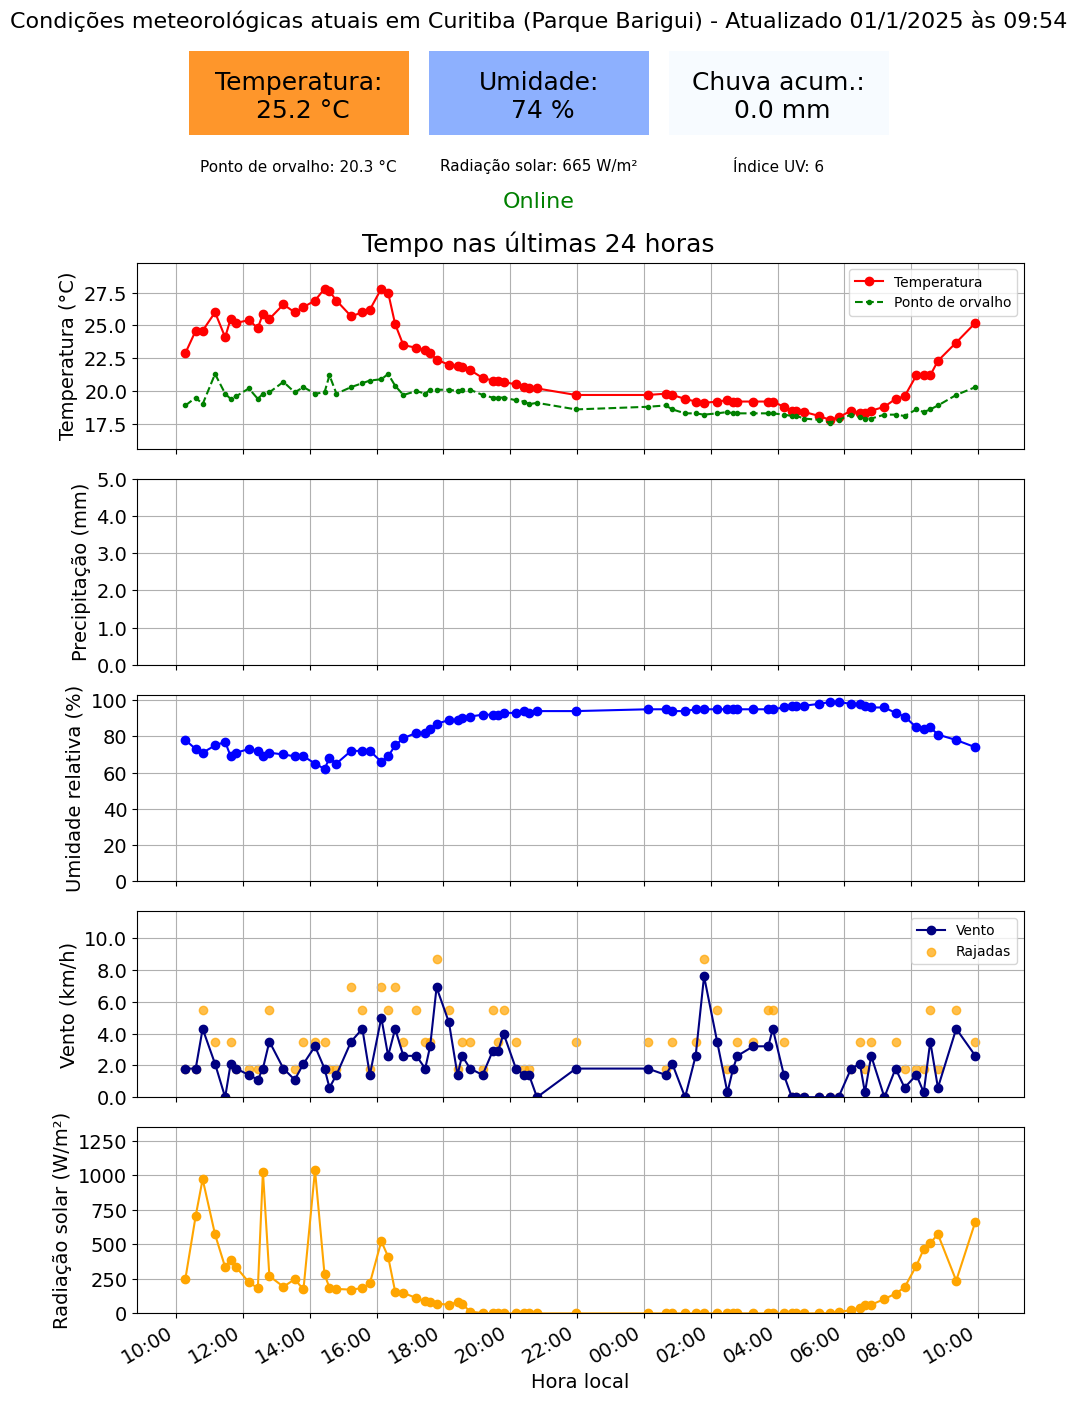 Condições meteorológicas atuais em Curitiba (Parque Barigui) - Atualizado 01/1/2025 às 09:54
Temperatura:
25.2 °C
Umidade:
74 %
Chuva acum.:
0.0 mm
Ponto de orvalho: 20.3 °C
Radiação solar: 665 W/m²
Índice UV: 6
Online
Tempo nas últimas 24 horas
Temperatura (°C)
27.5
25.0
22.5
20.0
17.5
Temperatura
Ponto de orvalho
Precipitação (mm)
5.0
4.0
3.0
2.0
1.0
0.0
Umidade relativa (%)
100
80
60
40
20
0
Vento (km/h)
10.0
8.0
6.0
4.0
2.0
0.0
Vento
Rajadas
Radiação solar (W/m²)
1250
1000
750
500
250
0
10:00
12:00
14:00
16:00
18:00
20:00
22:00
00:00
02:00
04:00
06:00
08:00
10:00
Hora local